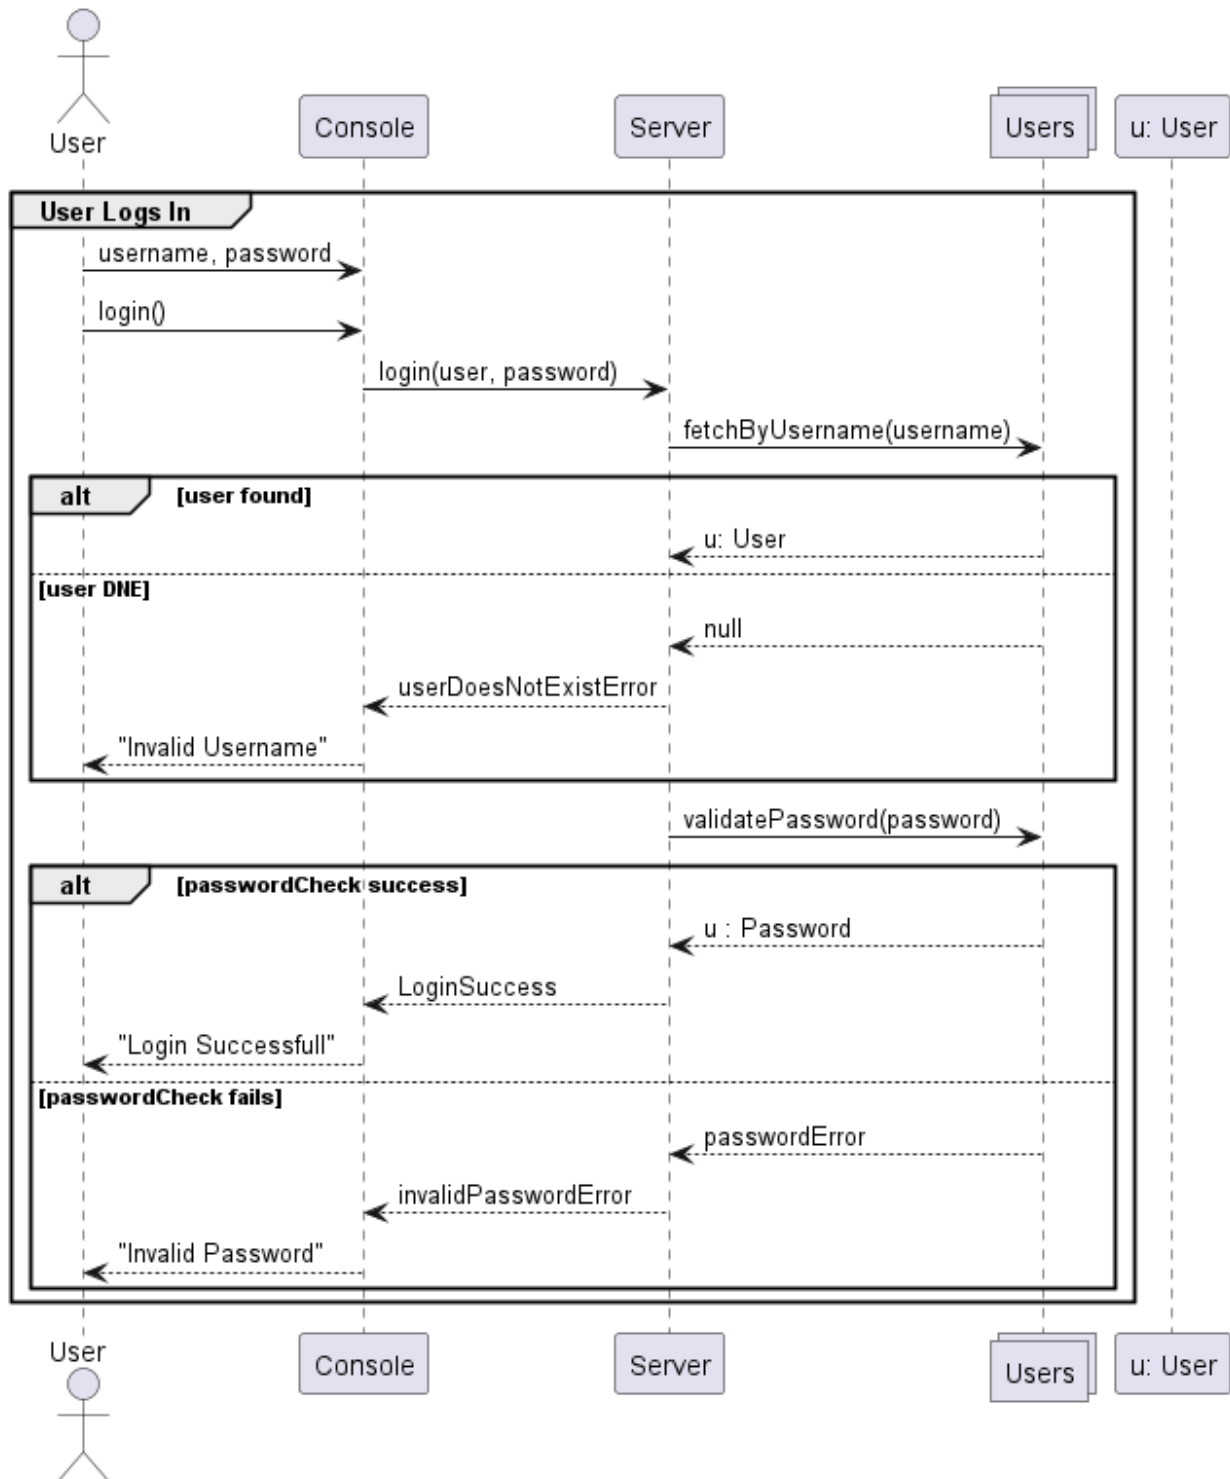 User
Console
Server
Users
u: User
User Logs In
username, password
login()
login(user, password)
fetchByUsername(username)
alt
[user found]
u: User
[user DNE]
null
userDoesNotExistError
"Invalid Username"
validatePassword(password)
alt
[passwordCheck success]
u : Password
LoginSuccess
"Login Successfull"
[passwordCheck fails]
passwordError
invalidPasswordError
"Invalid Password"
User
Console
Server
Users
u: User